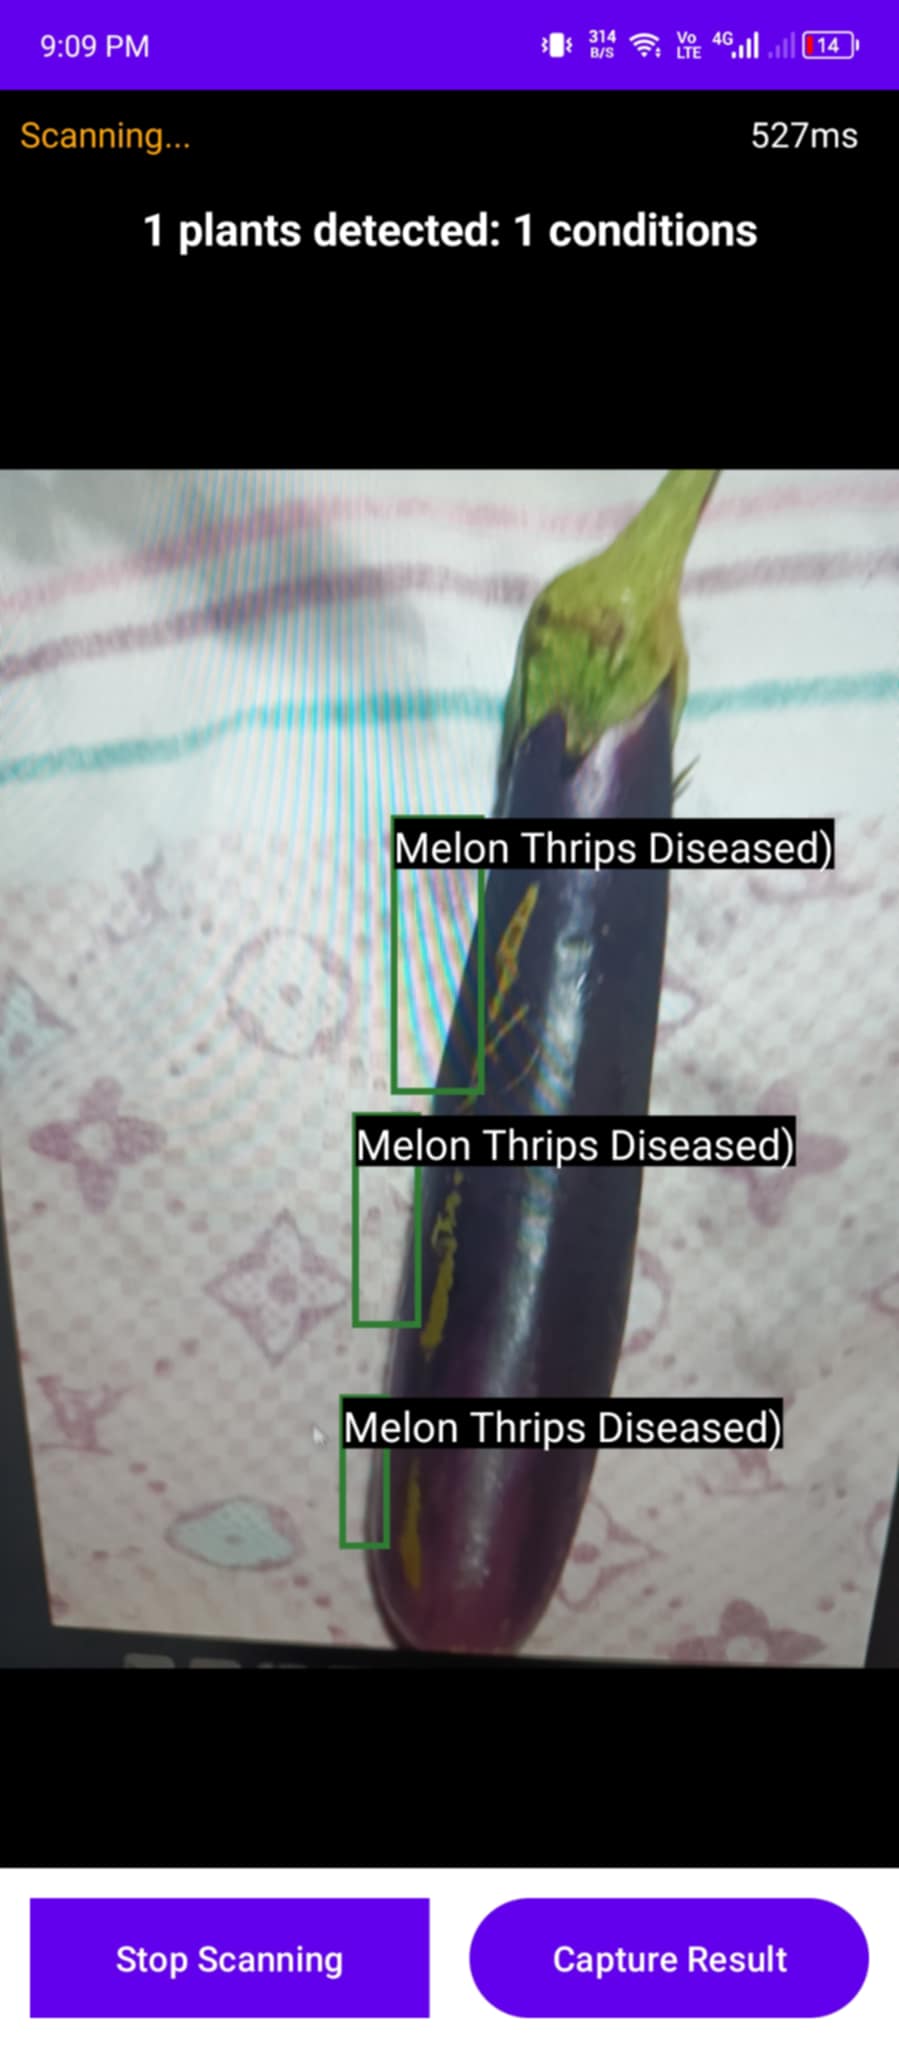 9:09 PM
314
B/S
Vo
LTE
4G
14
Scanning...
527ms
1 plants detected: 1 conditions
Melon Thrips Diseased)
Melon Thrips Diseased)
Melon Thrips Diseased)
Stop Scanning
Capture Result